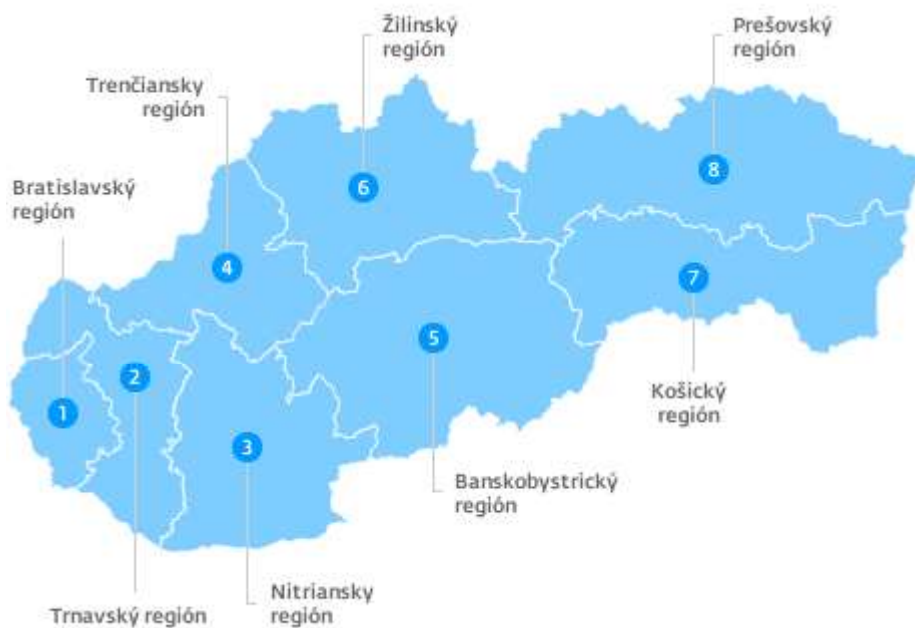 Žilinský
región
Prešovský
región
Trenčiansky
región
Bratislavský
región
6
8
4
7
5
2
1
3
Košický
región
Banskobystrický
región
Nitriansky
región
Trnavský región